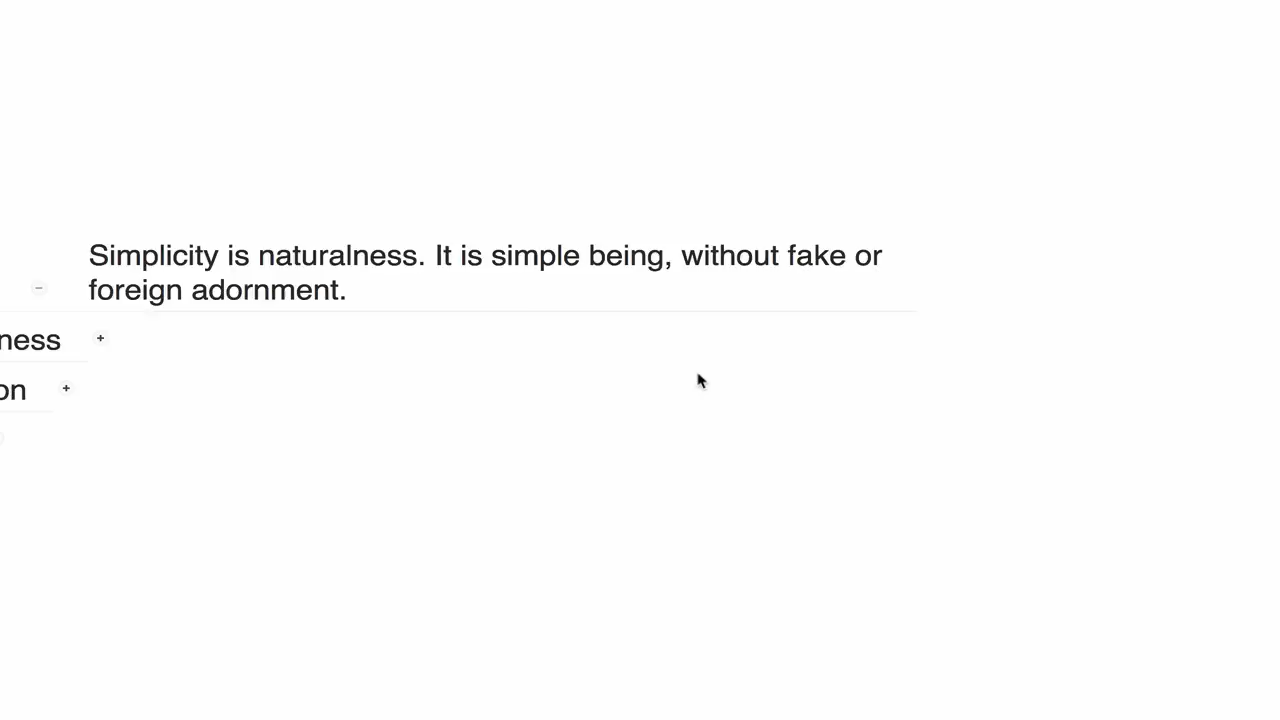 Simplicity is naturalness. It is simple being, without fake or
foreign adornment.
ness
on